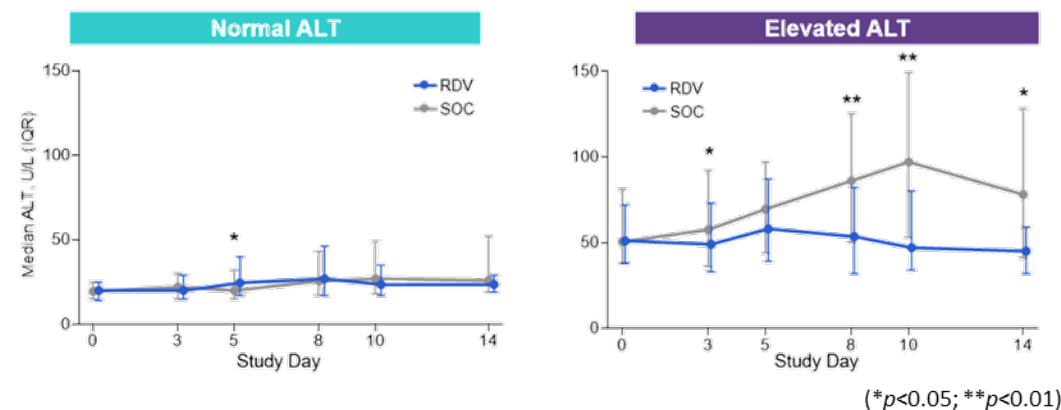 Normal ALT
Elevated ALT
Median ALT, U/L (IQR)
150
100
50
0
RDV
SOC
*
0
3
5
8
10
14
Study Day
150
100
50
0
RDV
SOC
*
**
**
*
0
3
5
8
10
14
Study Day
(*p<0.05; **p<0.01)